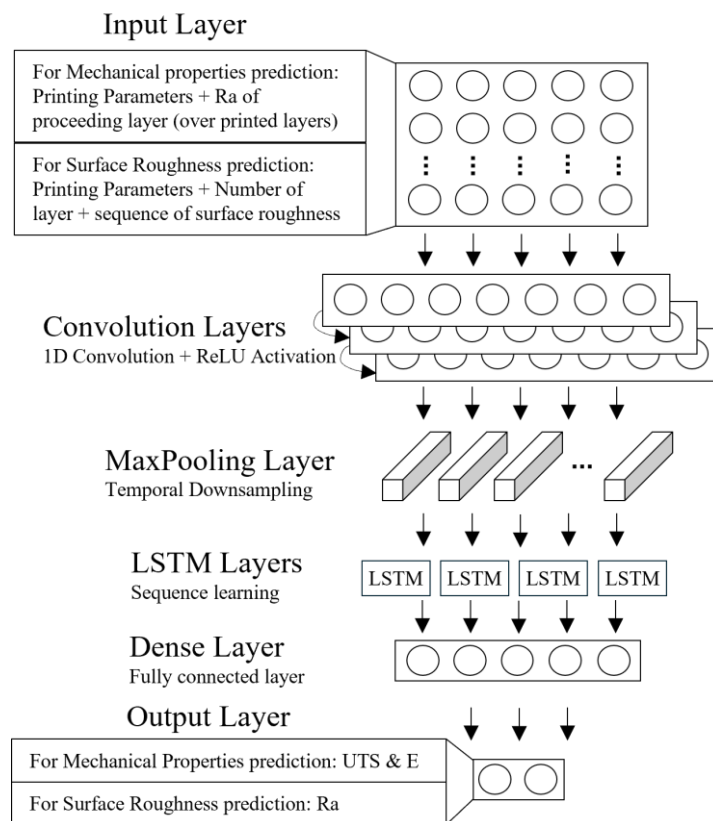 Input Layer
For Mechanical properties prediction:
Printing Parameters + Ra of
proceeding layer (over printed layers)
For Surface Roughness prediction:
Printing Parameters + Number of
layer + sequence of surface roughness
Convolution Layers
1D Convolution + ReLU Activation
MaxPooling Layer
Temporal Downsampling
LSTM Layers
Sequence learning
LSTM LSTM LSTM LSTM
Dense Layer
Fully connected layer
Output Layer
For Mechanical Properties prediction: UTS & E
For Surface Roughness prediction: Ra